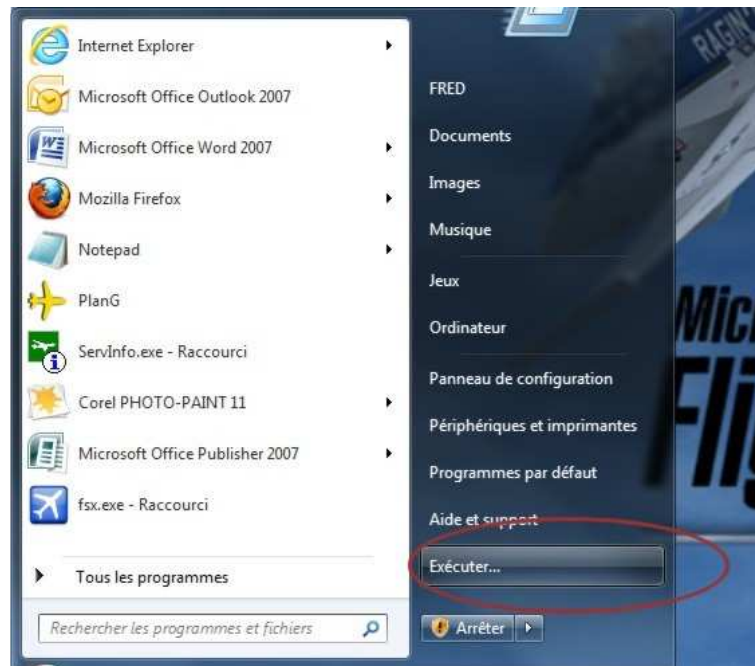 Internet Explorer
Microsoft Office Outlook 2007
Microsoft Office Word 2007
Mozilla Firefox
Notepad
PlanG
ServInfo.exe - Raccourci
Corel PHOTO-PAINT 11
Microsoft Office Publisher 2007
fsx.exe - Raccourci
Tous les programmes
Rechercher les programmes et fichiers
FRED
Documents
Images
Musique
Jeux
Ordinateur
Panneau de configuration
Périphériques et imprimantes
Programmes par défaut
Aide et support
Exécuter...
Arrêter